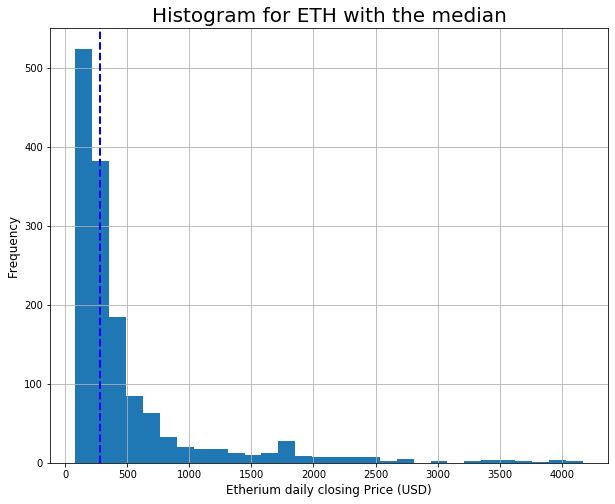 Histogram for ETH with the median
500
400
300
200
100
0
Frequency
0 500 1000 1500 2000 2500 3000 3500 4000
Etherium daily closing Price (USD)